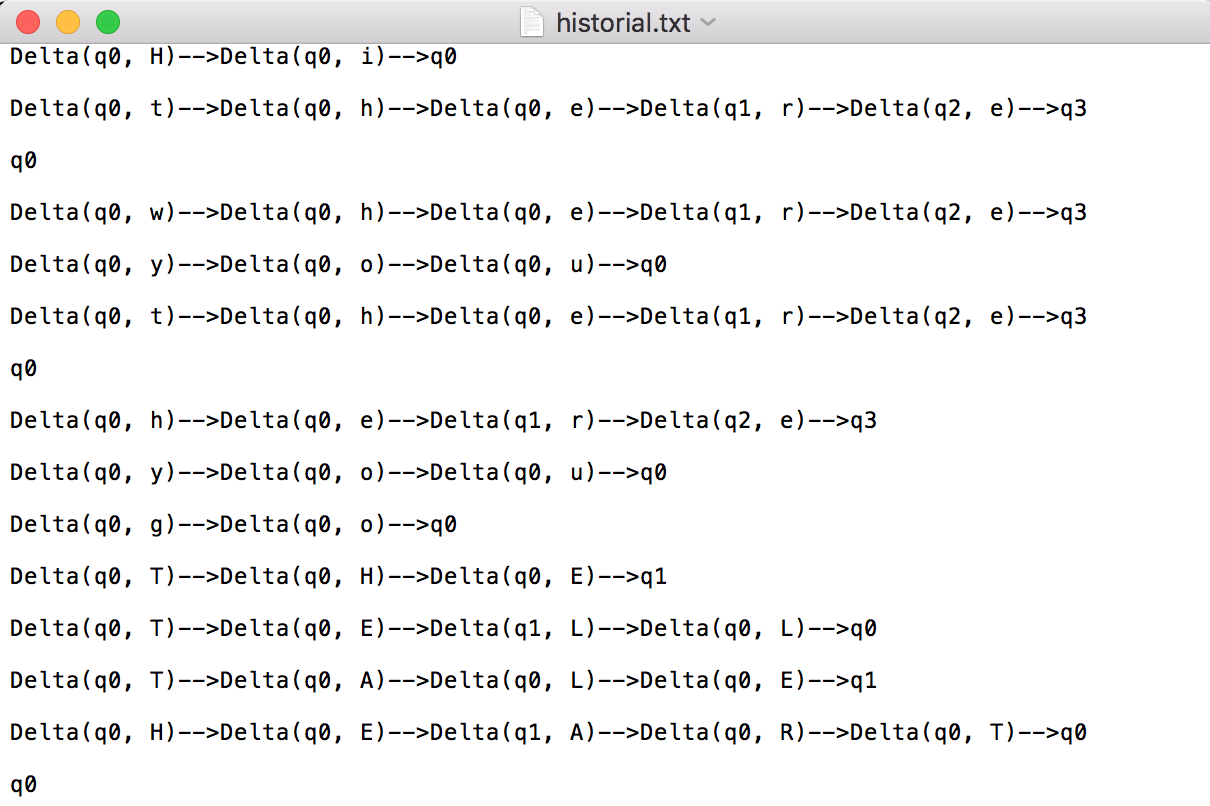 historial.txt
Delta(q0, H)-->Delta(q0, i)-->q0
Delta(q0, t)-->Delta(q0, h)-->Delta(q0, e)-->Delta(q1, r)-->Delta(q2, e)-->q3
q0
Delta(q0, w)-->Delta(q0, h)-->Delta(q0, e)-->Delta(q1, r)-->Delta(q2, e)-->q3
Delta(q0, y)-->Delta(q0, o)-->Delta(q0, u)-->q0
Delta(q0, t)-->Delta(q0, h)-->Delta(q0, e)-->Delta(q1, r)-->Delta(q2, e)-->q3
q0
Delta(q0, h)-->Delta(q0, e)-->Delta(q1, r)-->Delta(q2, e)-->q3
Delta(q0, y)-->Delta(q0, o)-->Delta(q0, u)-->q0
Delta(q0, g)-->Delta(q0, o)-->q0
Delta(q0, T)-->Delta(q0, H)-->Delta(q0, E)-->q1
Delta(q0, T)-->Delta(q0, E)-->Delta(q1, L)-->Delta(q0, L)-->q0
Delta(q0, T)-->Delta(q0, A)-->Delta(q0, L)-->Delta(q0, E)-->q1
Delta(q0, H)-->Delta(q0, E)-->Delta(q1, A)-->Delta(q0, R)-->Delta(q0, T)-->q0
q0